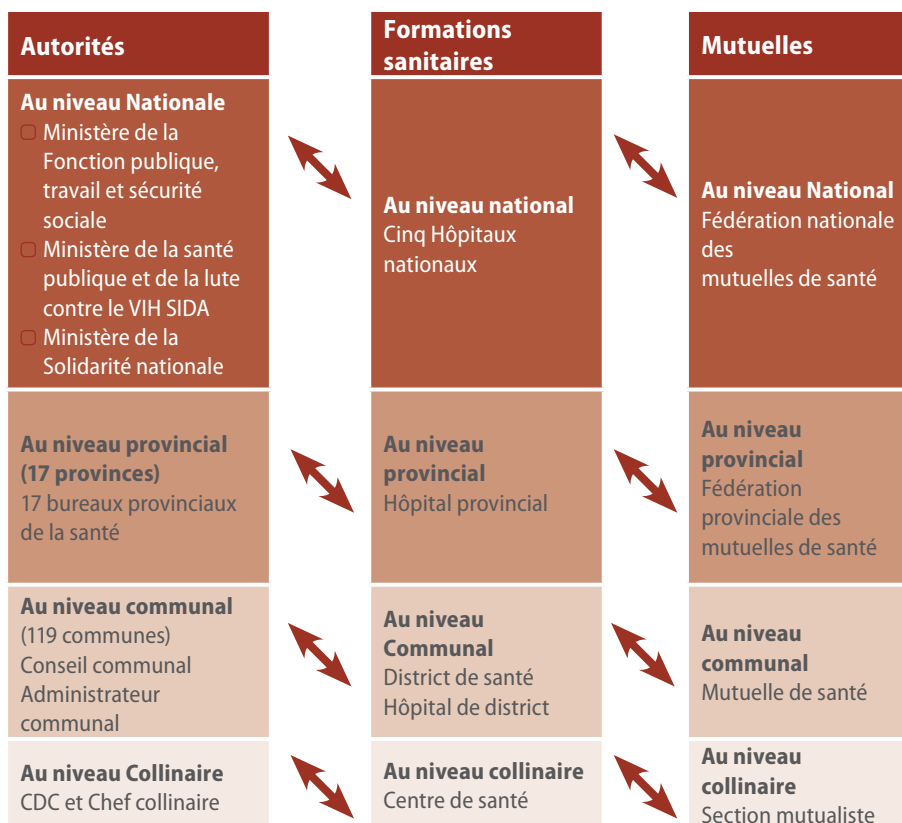 Autorités
Formations
sanitaires
Mutuelles
Au niveau Nationale
Ministère de la
Fonction publique,
travail et sécurité
sociale
Ministère de la santé
publique et de la lute
contre le VIH SIDA
Ministère de la
Solidarité nationale
Au niveau national
Cinq Hôpitaux
nationaux
Au niveau National
Fédération nationale
des
mutuelles de santé
Au niveau provincial
(17 provinces)
17 bureaux provinciaux
de la santé
Au niveau
provincial
Hôpital provincial
Au niveau
provincial
Fédération
provinciale des
mutuelles de santé
Au niveau communal
(119 communes)
Conseil communal
Administrateur
communal
Au niveau
Communal
District de santé
Hôpital de district
Au niveau
communal
Mutuelle de santé
Au niveau Collinaire
CDC et Chef collinaire
Au niveau collinaire
Centre de santé
Au niveau
collinaire
Section mutualiste